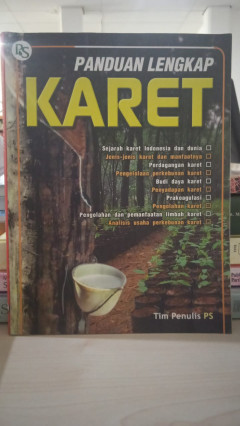 PS
PANDUAN LENGKAP
KARET
Sejarah karet Indonesia dan dunia
Jenis-jenis karet dan manfaatnya
Perdagangan karet
Pengelolaan perkebunan karet
Budi daya karet
Penyadapan karet
Prakoagulasi
Pengolahan karet
Pengolahan dan pemanfaatan limbah karet
Analisis usaha perkebunan karet
Tim Penulis PS